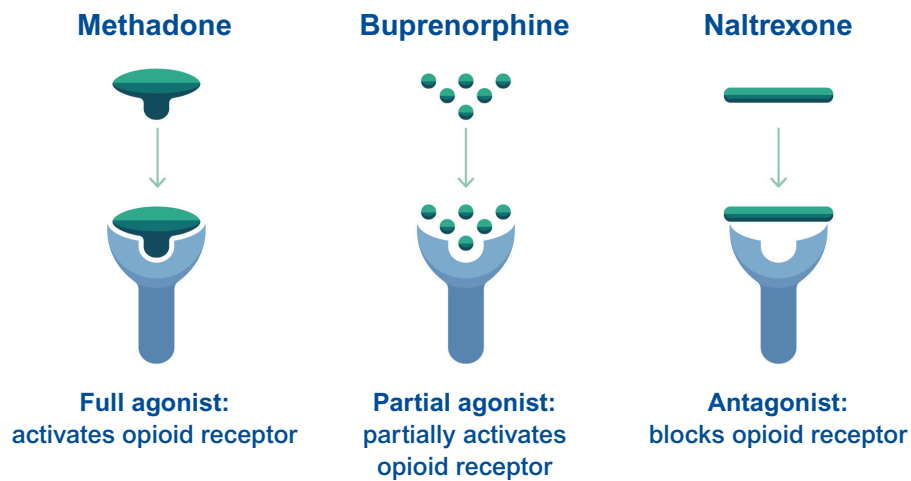 Methadone
Buprenorphine
Naltrexone
Full agonist:
activates opioid receptor
Partial agonist:
partially activates
opioid receptor
Antagonist:
blocks opioid receptor